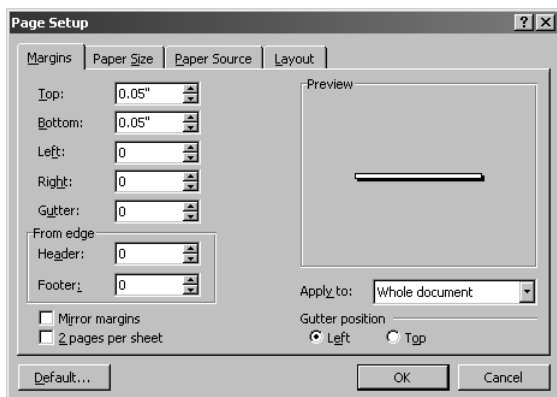 Page Setup
Margins Paper Size Paper Source Layout
Top: 0.05"
Bottom: 0.05"
Left: 0
Right: 0
Gutter: 0
From edge
Header: 0
Footer: 0
Mirror margins
2 pages per sheet
Preview
Apply to: Whole document
Gutter position
Left Top
Default... OK Cancel